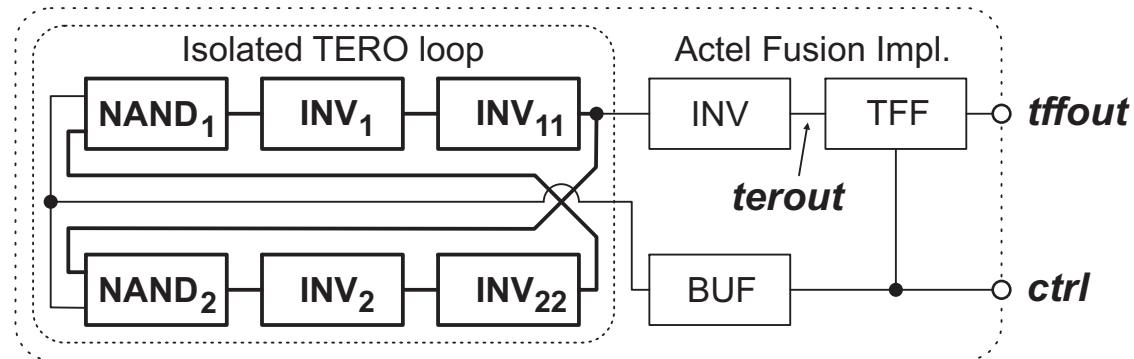 Isolated TERO loop Actel Fusion Impl.
NAND1 INV1 INV11 INV TFF tffout
terout
NAND2 INV2 INV22 BUF ctrl